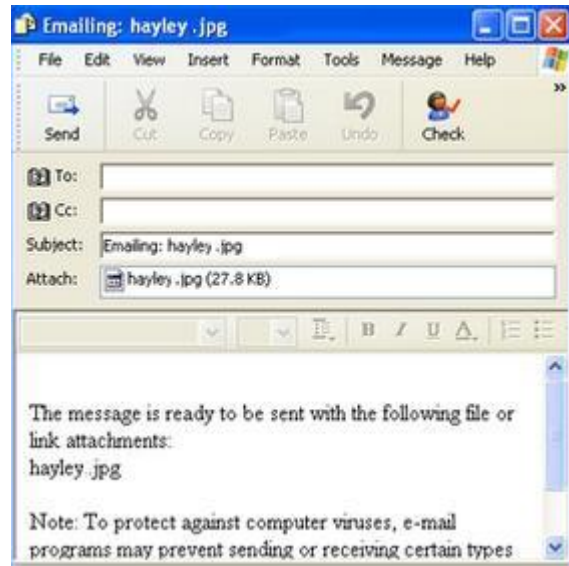 Emailing: hayley .jpg
File Edit View Insert Format Tools Message Help
Send Cut Copy Paste Undo Check »
To:
Cc:
Subject: Emailing: hayley .jpg
Attach: hayley .jpg (27.8 KB)
B I U A
The message is ready to be sent with the following file or
link attachments:
hayley .jpg
Note: To protect against computer viruses, e-mail
programs may prevent sending or receiving certain types